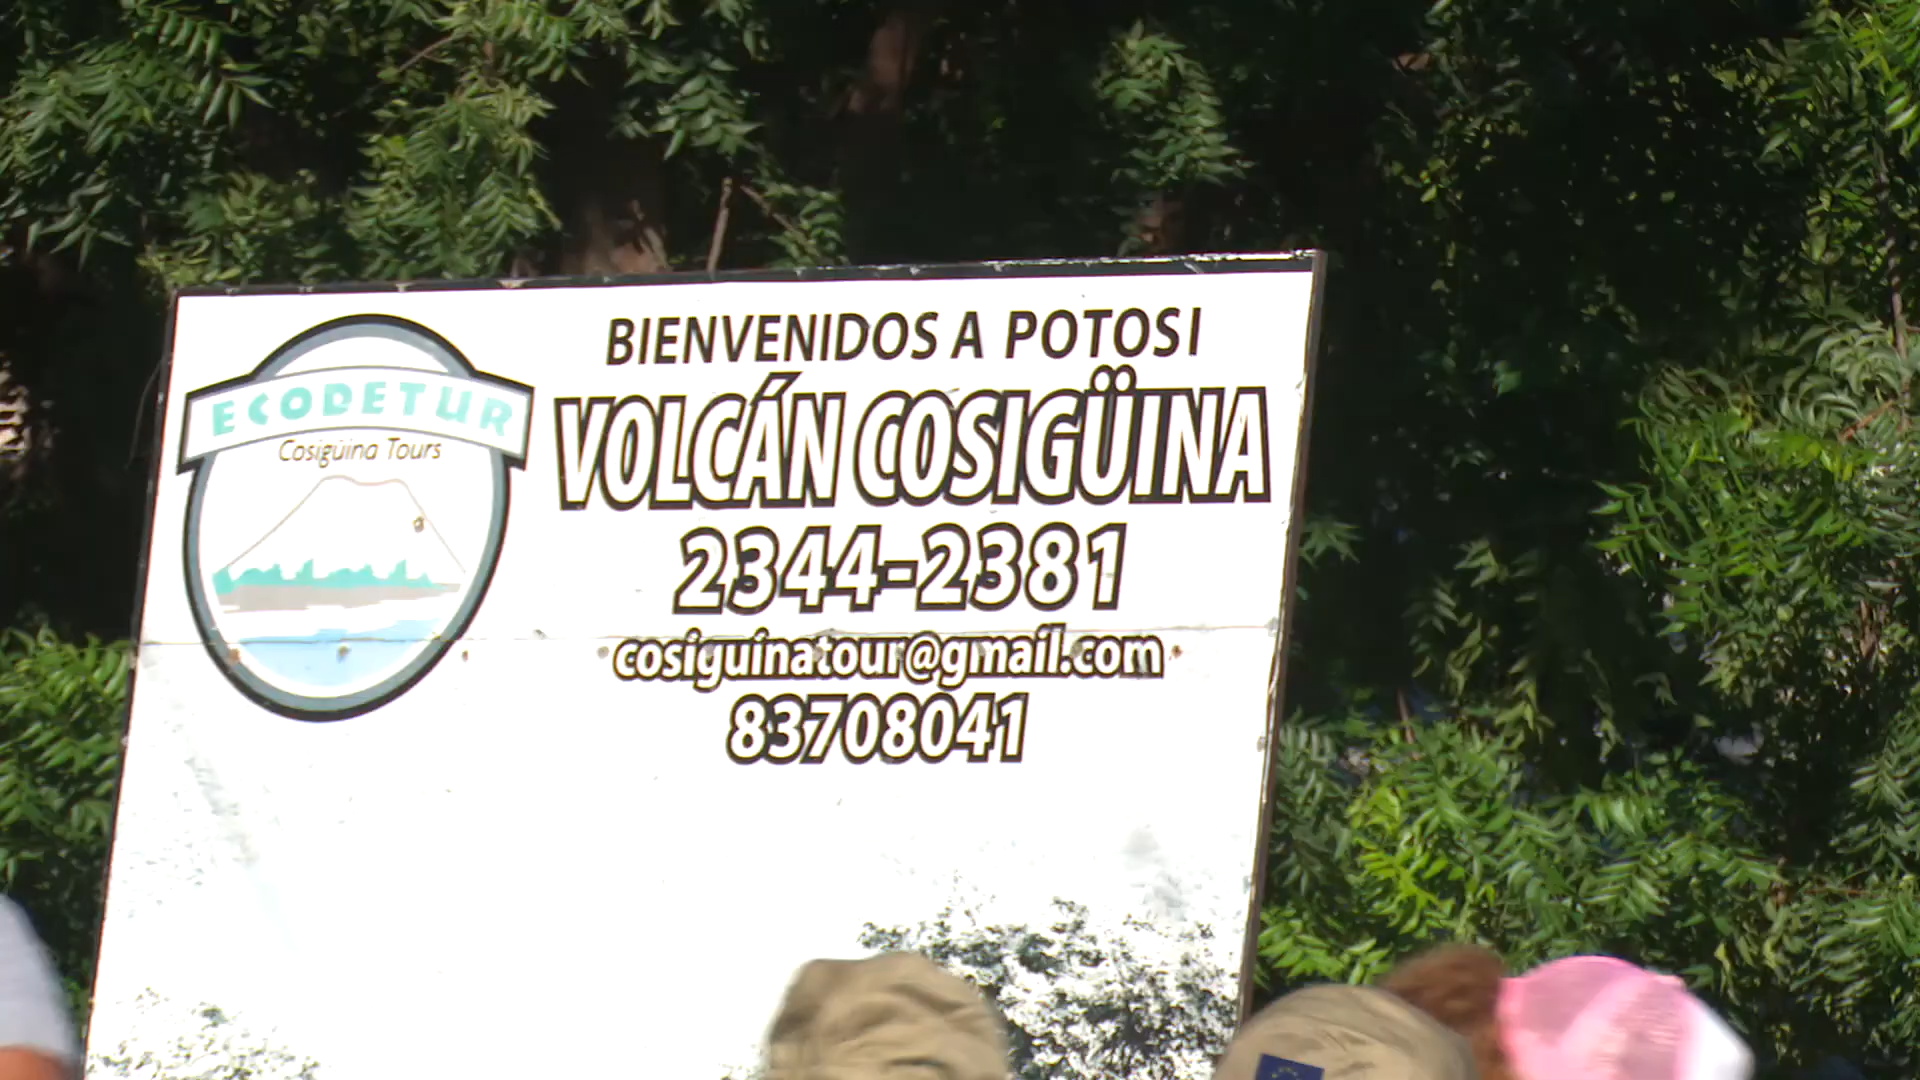 ECODETUR
Cosigüina Tours
BIENVENIDOS A POTOSI
VOLCÁN COSIGÜINA
2344-2381
cosiguinatour@gmail.com
83708041